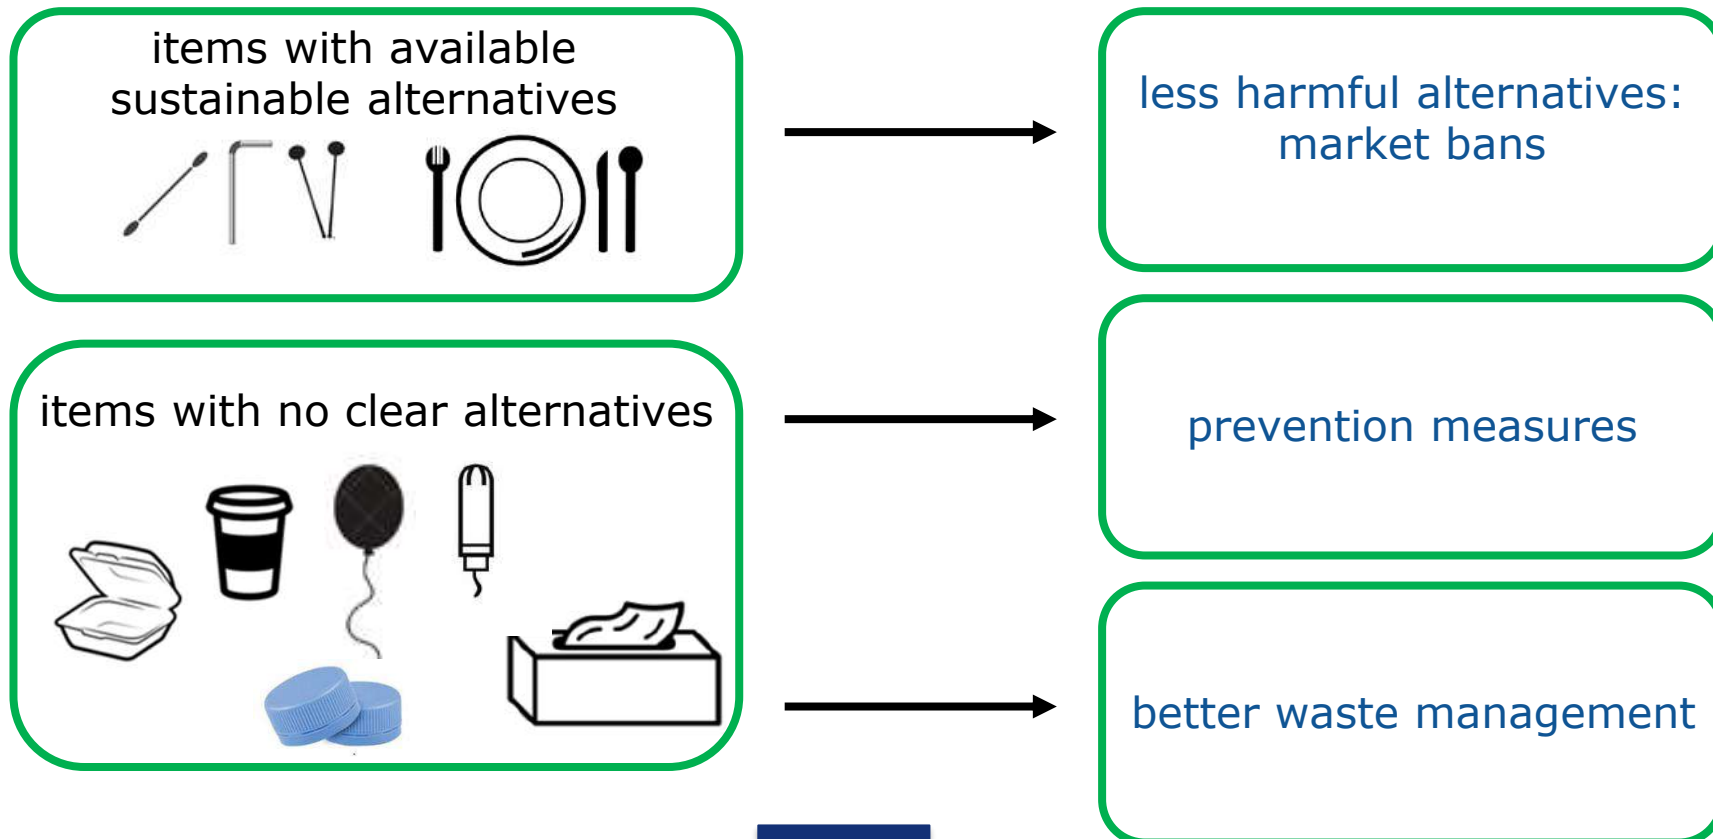 items with available
sustainable alternatives
less harmful alternatives:
market bans
items with no clear alternatives
prevention measures
better waste management